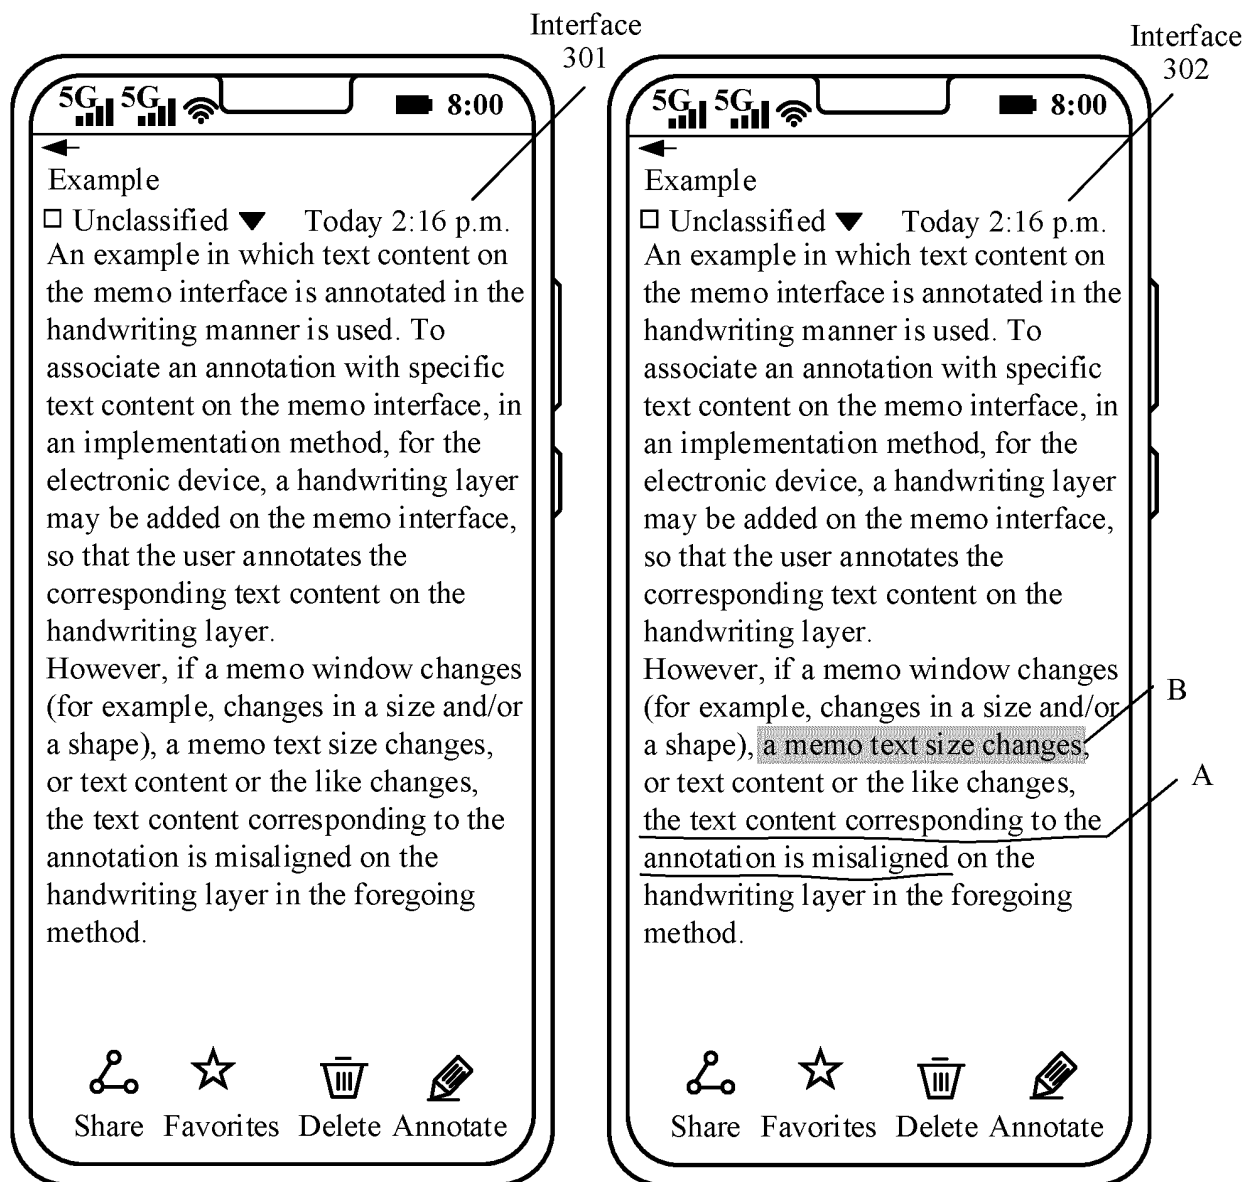 Interface
301
5G 5G 8:00
Example
Unclassified Today 2:16 p.m.
An example in which text content on
the memo interface is annotated in the
handwriting manner is used. To
associate an annotation with specific
text content on the memo interface, in
an implementation method, for the
electronic device, a handwriting layer
may be added on the memo interface,
so that the user annotates the
corresponding text content on the
handwriting layer.
However, if a memo window changes
(for example, changes in a size and/or
a shape), a memo text size changes,
or text content or the like changes,
the text content corresponding to the
annotation is misaligned on the
handwriting layer in the foregoing
method.
Share Favorites Delete Annotate
Interface
302
5G 5G 8:00
Example
Unclassified Today 2:16 p.m.
An example in which text content on
the memo interface is annotated in the
handwriting manner is used. To
associate an annotation with specific
text content on the memo interface, in
an implementation method, for the
electronic device, a handwriting layer
may be added on the memo interface,
so that the user annotates the
corresponding text content on the
handwriting layer.
However, if a memo window changes
(for example, changes in a size and/or
a shape), a memo text size changes,
or text content or the like changes,
the text content corresponding to the
annotation is misaligned on the
handwriting layer in the foregoing
method.
Share Favorites Delete Annotate
B
A